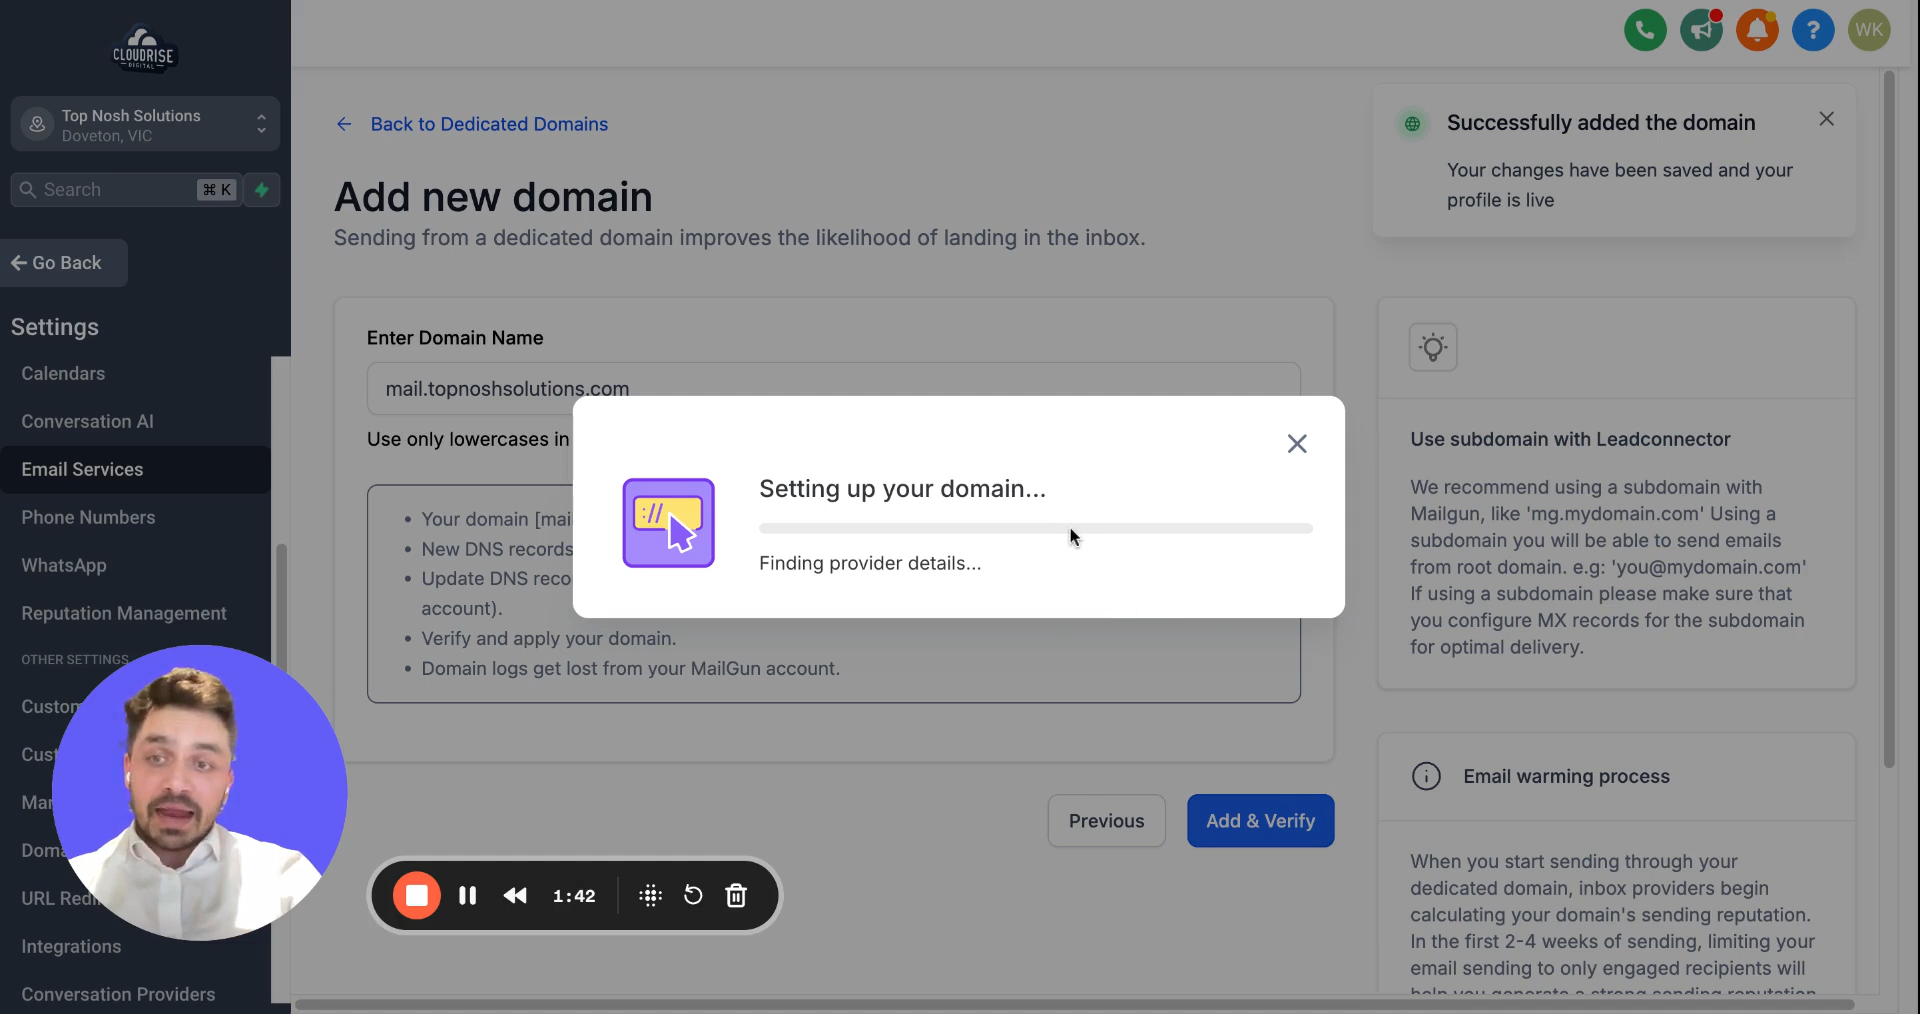 CLOUDRISE
DIGITAL
Top Nosh Solutions
Doveton, VIC
Search
⌘ K
Go Back
Settings
Calendars
Conversation AI
Email Services
Phone Numbers
WhatsApp
Reputation Management
OTHER SETTINGS
Integrations
Conversation Providers
?
WK
Back to Dedicated Domains
Add new domain
Sending from a dedicated domain improves the likelihood of landing in the inbox.
Enter Domain Name
mail.topnoshsolutions.com
Use only lowercases in
• Your domain [mai
• New DNS records
• Update DNS reco
account).
• Verify and apply your domain.
• Domain logs get lost from your MailGun account.
Setting up your domain...
Finding provider details...
://
Previous
Add & Verify
1:42
Successfully added the domain
Your changes have been saved and your
profile is live
Use subdomain with Leadconnector
We recommend using a subdomain with
Mailgun, like 'mg.mydomain.com' Using a
subdomain you will be able to send emails
from root domain. e.g: 'you@mydomain.com'
If using a subdomain please make sure that
you configure MX records for the subdomain
for optimal delivery.
Email warming process
When you start sending through your
dedicated domain, inbox providers begin
calculating your domain's sending reputation.
In the first 2-4 weeks of sending, limiting your
email sending to only engaged recipients will
help you generate a strong sending reputation